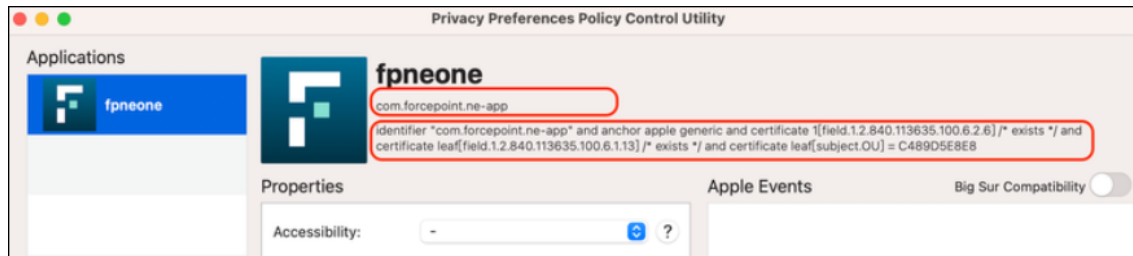 Privacy Preferences Policy Control Utility
Applications
fpneone
fpneone
com.forcepoint.ne-app
identifier "com.forcepoint.ne-app" and anchor apple generic and certificate 1[field.1.2.840.113635.100.6.2.6] /* exists */ and
certificate leaf[field.1.2.840.113635.100.6.1.13] /* exists */ and certificate leaf[subject.OU] = C489D5E8E8
Properties
Apple Events
Big Sur Compatibility
Accessibility:
-
?